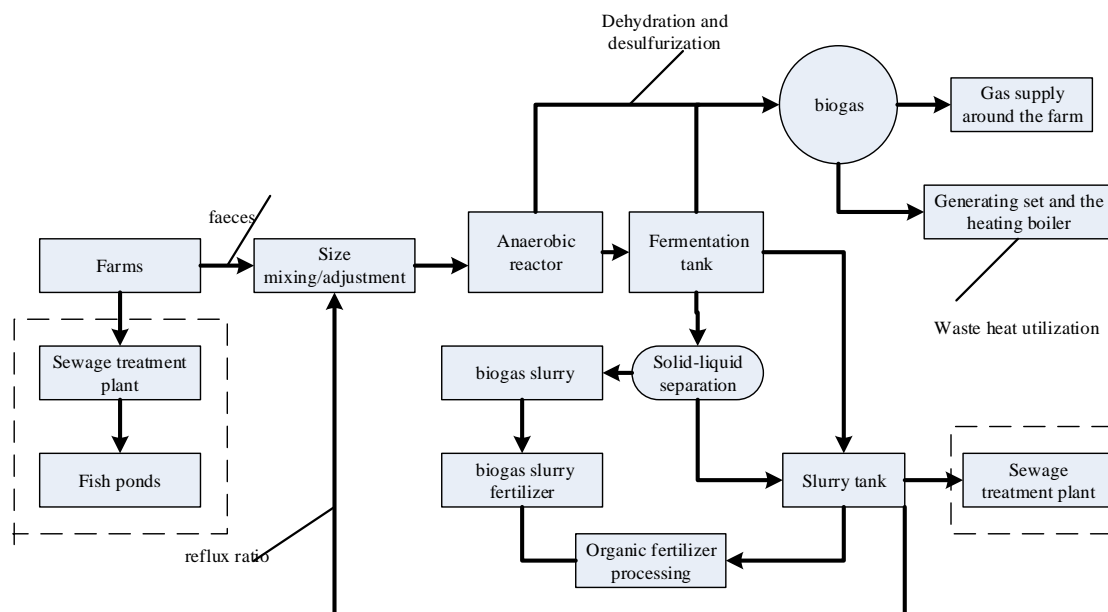 Dehydration and
desulfurization
biogas
Gas supply
around the farm
faeces
Farms
Size
mixing/adjustment
Anaerobic
reactor
Fermentation
tank
Generating set and the
heating boiler
Waste heat utilization
Sewage treatment
plant
biogas slurry
Solid-liquid
separation
Fish ponds
biogas slurry
fertilizer
Slurry tank
Sewage
treatment plant
reflux ratio
Organic fertilizer
processing